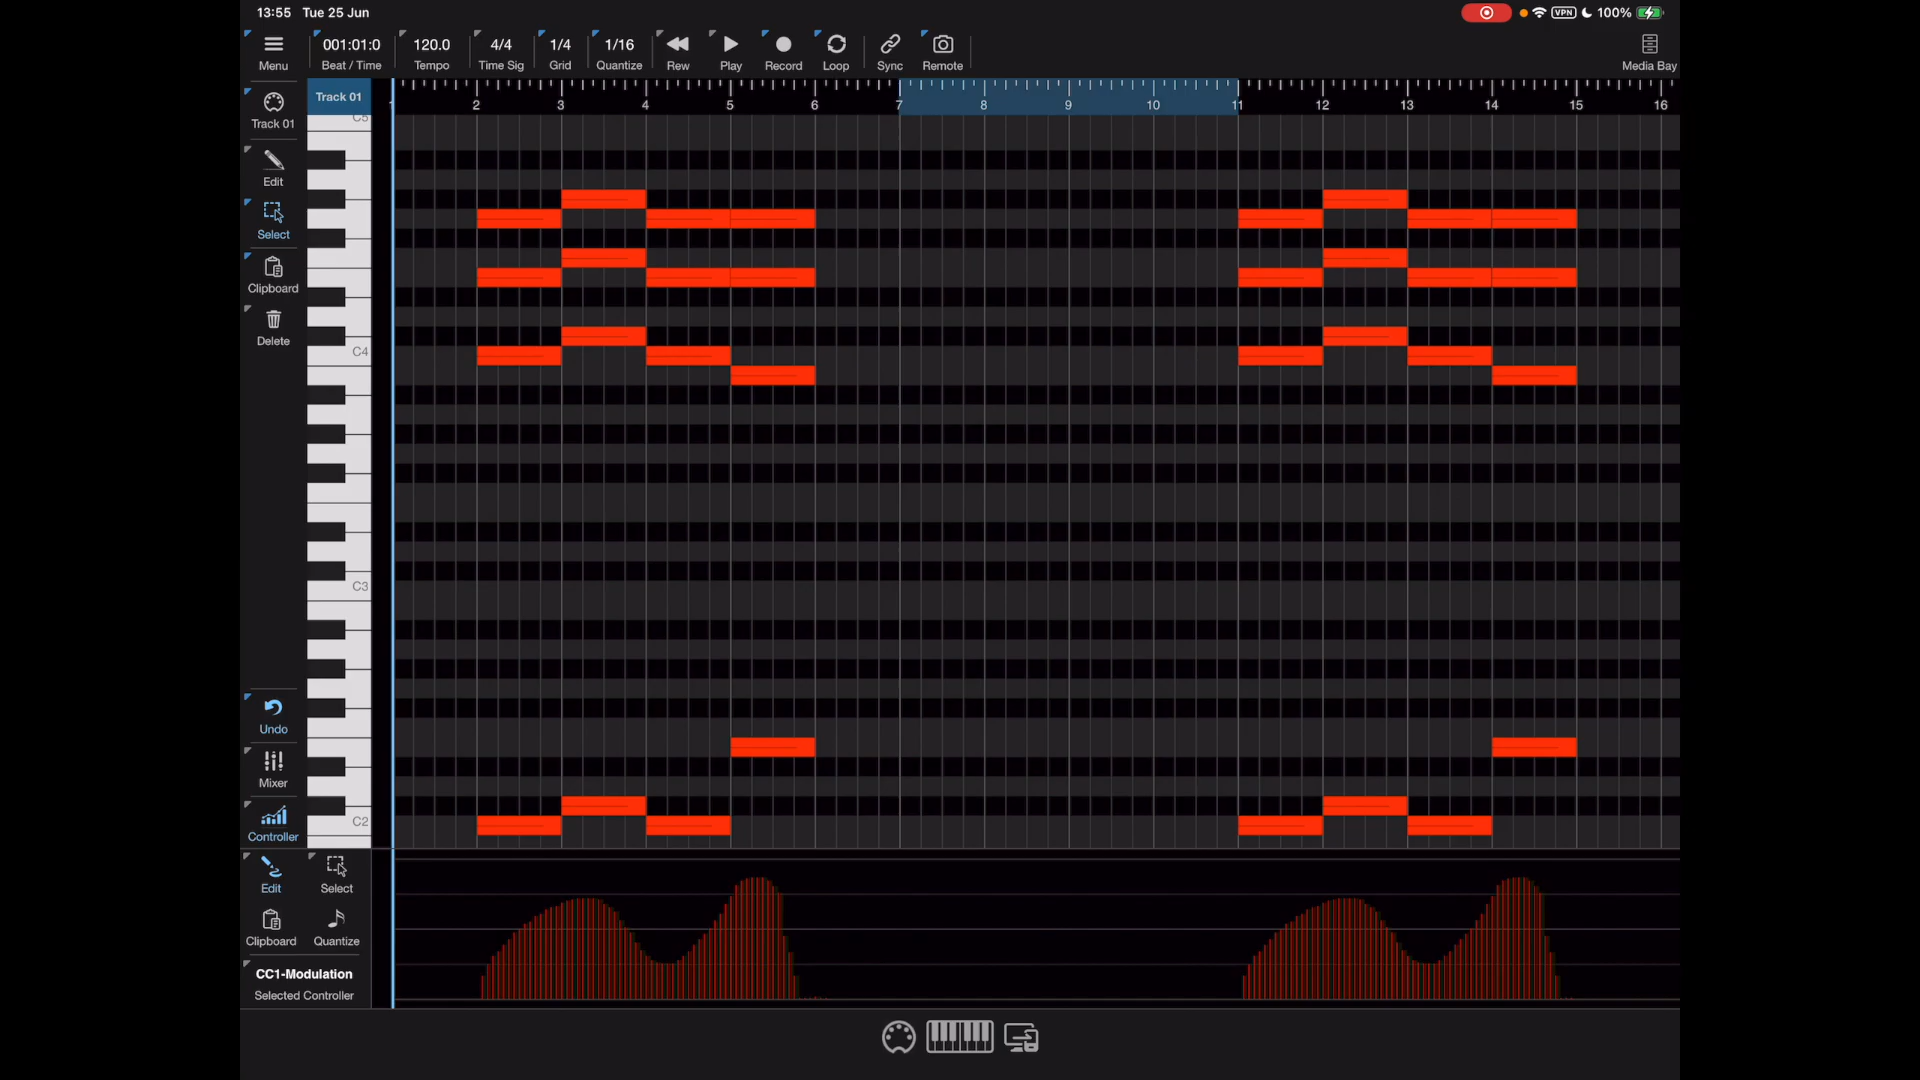 13:55 Tue 25 Jun VPN 100%
001:01:0 120.0 4/4 1/4 1/16
Menu Beat / Time Tempo Time Sig Grid Quantize Rew Play Record Loop Sync Remote Media Bay
Track 01
1 2 3 4 5 6 7 8 9 10 11 12 13 14 15 16
C5
Track 01
Edit
Select
Clipboard
Delete
C4
C3
Undo
Mixer
C2
Controller
Edit Select
Clipboard Quantize
CC1-Modulation
Selected Controller